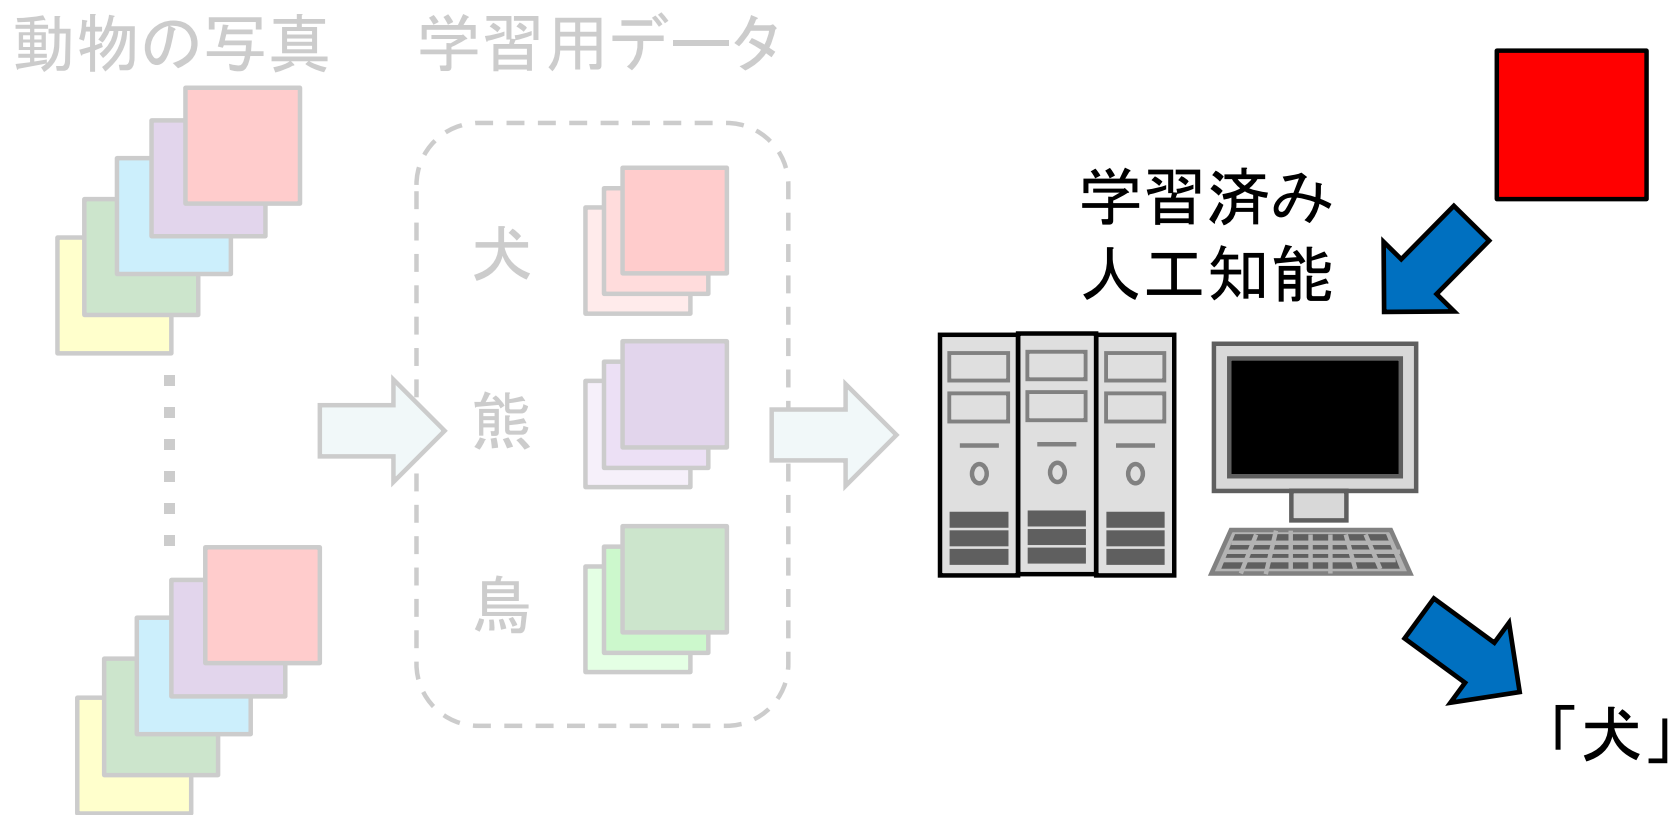 動物の写真
学習用データ
犬
熊
鳥
学習済み
人工知能
「犬」